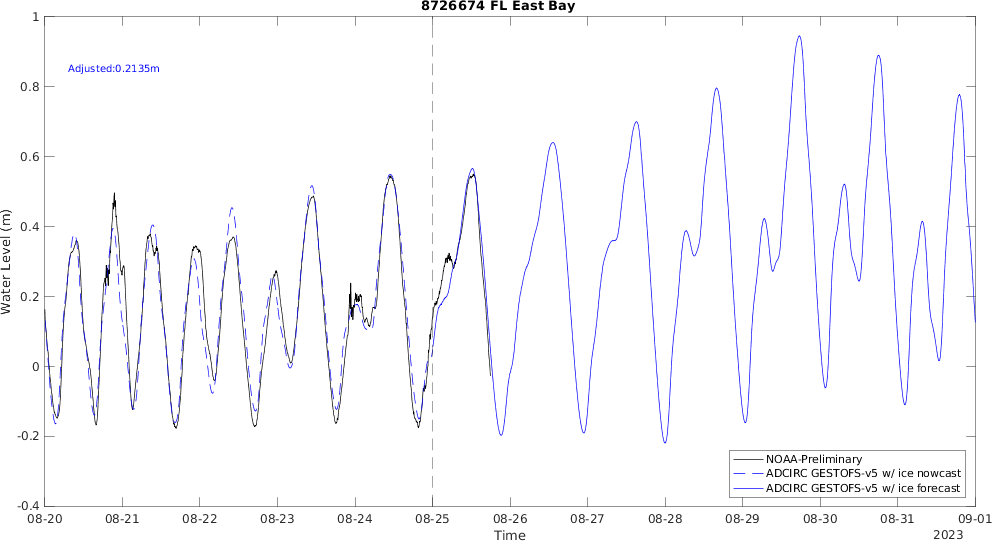 8726674 FL East Bay
Adjusted:0.2135m
Water Level (m)
1
0.8
0.6
0.4
0.2
0
-0.2
-0.4
NOAA-Preliminary
ADCIRC GESTOFS-v5 w/ ice nowcast
ADCIRC GESTOFS-v5 w/ ice forecast
08-20 08-21 08-22 08-23 08-24 08-25 08-26 08-27 08-28 08-29 08-30 08-31 09-01
Time
2023